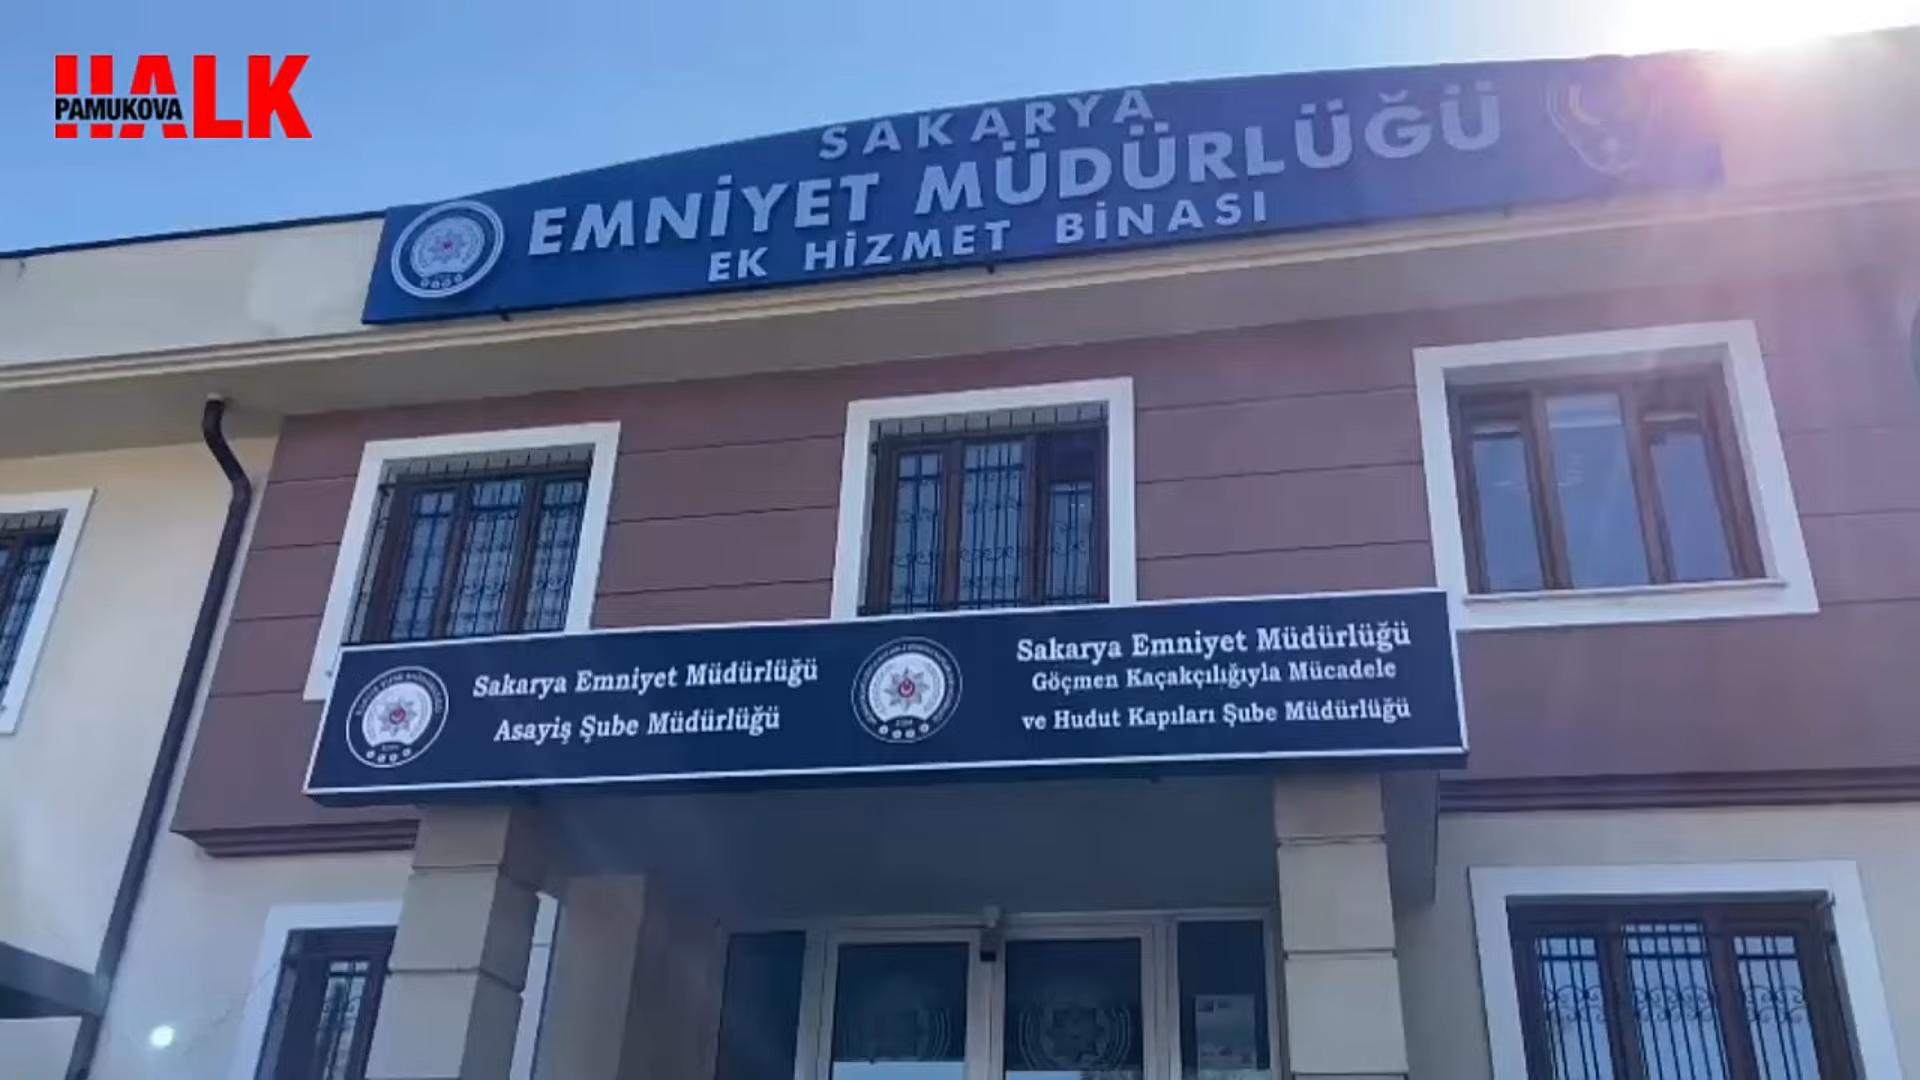 HALK
PAMUKOVA
SAKARYA
EMNİYET MÜDÜRLÜĞÜ
EK HİZMET BİNASI
Sakarya Emniyet Müdürlüğü
Asayiş Şube Müdürlüğü
Sakarya Emniyet Müdürlüğü
Göçmen Kaçakçılığıyla Mücadele
ve Hudut Kapıları Şube Müdürlüğü